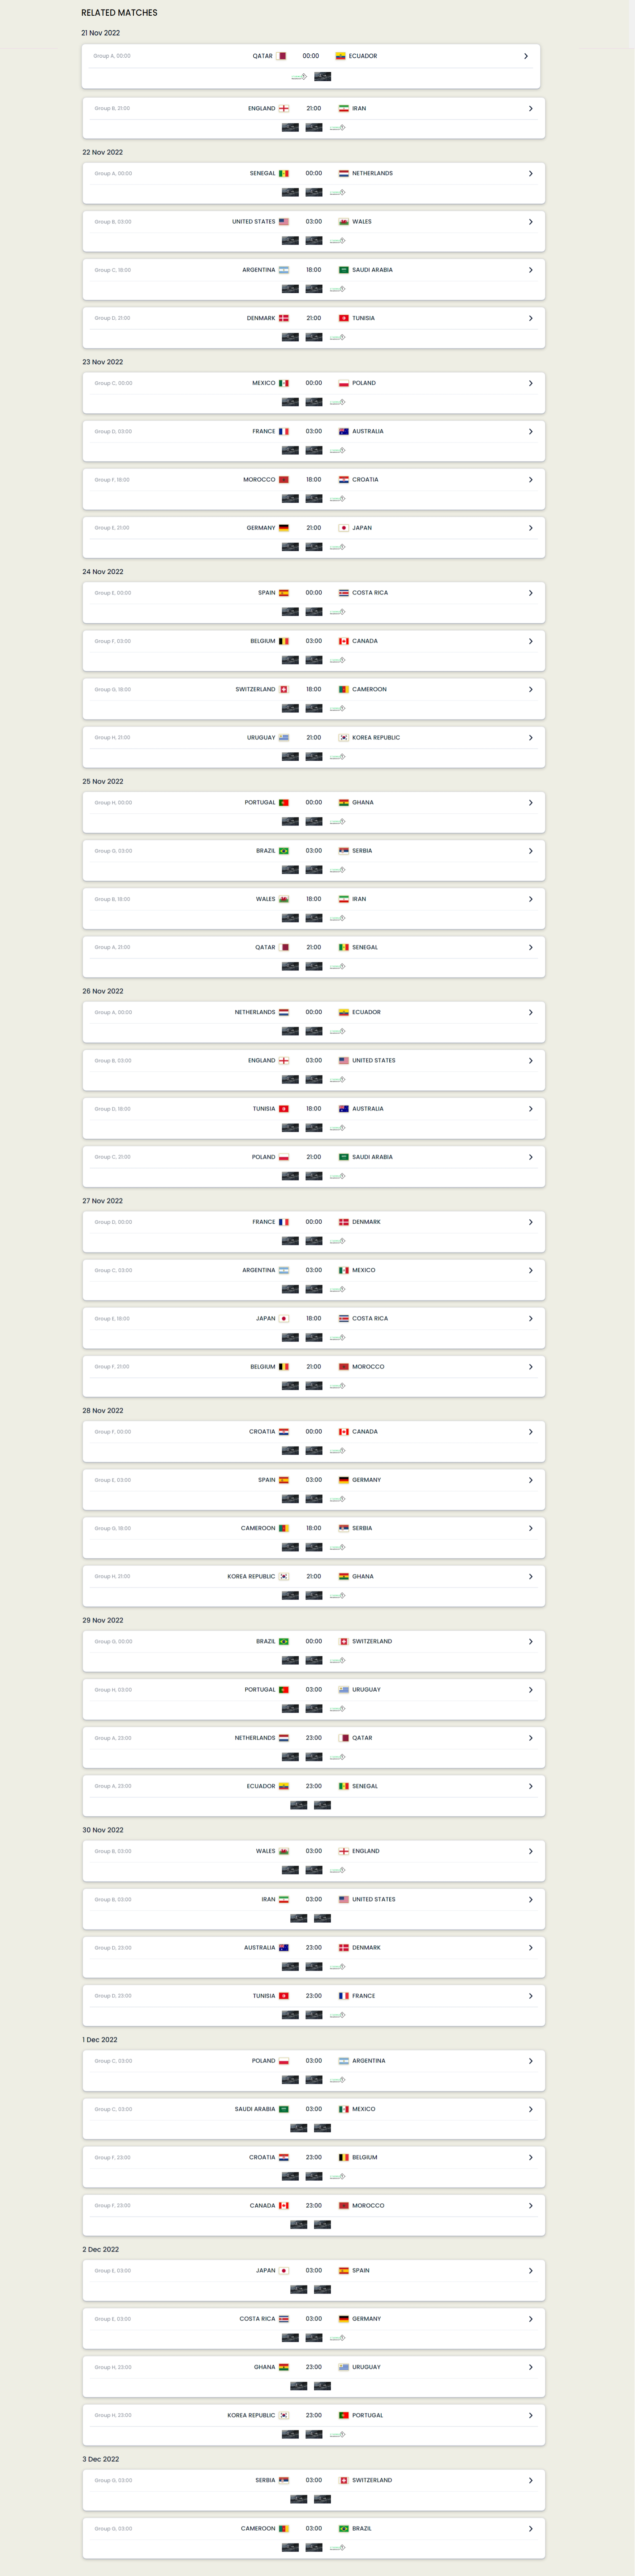 RELATED MATCHES
21 Nov 2022
Group A, 00:00 QATAR 00:00 ECUADOR
Group B, 21:00 ENGLAND 21:00 IRAN
22 Nov 2022
Group A, 00:00 SENEGAL 00:00 NETHERLANDS
Group B, 03:00 UNITED STATES 03:00 WALES
Group C, 18:00 ARGENTINA 18:00 SAUDI ARABIA
Group D, 21:00 DENMARK 21:00 TUNISIA
23 Nov 2022
Group C, 00:00 MEXICO 00:00 POLAND
Group D, 03:00 FRANCE 03:00 AUSTRALIA
Group F, 18:00 MOROCCO 18:00 CROATIA
Group E, 21:00 GERMANY 21:00 JAPAN
24 Nov 2022
Group E, 00:00 SPAIN 00:00 COSTA RICA
Group F, 03:00 BELGIUM 03:00 CANADA
Group G, 18:00 SWITZERLAND 18:00 CAMEROON
Group H, 21:00 URUGUAY 21:00 KOREA REPUBLIC
25 Nov 2022
Group H, 00:00 PORTUGAL 00:00 GHANA
Group G, 03:00 BRAZIL 03:00 SERBIA
Group B, 18:00 WALES 18:00 IRAN
Group A, 21:00 QATAR 21:00 SENEGAL
26 Nov 2022
Group A, 00:00 NETHERLANDS 00:00 ECUADOR
Group B, 03:00 ENGLAND 03:00 UNITED STATES
Group D, 18:00 TUNISIA 18:00 AUSTRALIA
Group C, 21:00 POLAND 21:00 SAUDI ARABIA
27 Nov 2022
Group D, 00:00 FRANCE 00:00 DENMARK
Group C, 03:00 ARGENTINA 03:00 MEXICO
Group E, 18:00 JAPAN 18:00 COSTA RICA
Group F, 21:00 BELGIUM 21:00 MOROCCO
28 Nov 2022
Group F, 00:00 CROATIA 00:00 CANADA
Group E, 03:00 SPAIN 03:00 GERMANY
Group G, 18:00 CAMEROON 18:00 SERBIA
Group H, 21:00 KOREA REPUBLIC 21:00 GHANA
29 Nov 2022
Group G, 00:00 BRAZIL 00:00 SWITZERLAND
Group H, 03:00 PORTUGAL 03:00 URUGUAY
Group A, 23:00 NETHERLANDS 23:00 QATAR
Group A, 23:00 ECUADOR 23:00 SENEGAL
30 Nov 2022
Group B, 03:00 WALES 03:00 ENGLAND
Group B, 03:00 IRAN 03:00 UNITED STATES
Group D, 23:00 AUSTRALIA 23:00 DENMARK
Group D, 23:00 TUNISIA 23:00 FRANCE
1 Dec 2022
Group C, 03:00 POLAND 03:00 ARGENTINA
Group C, 03:00 SAUDI ARABIA 03:00 MEXICO
Group F, 23:00 CROATIA 23:00 BELGIUM
Group F, 23:00 CANADA 23:00 MOROCCO
2 Dec 2022
Group E, 03:00 JAPAN 03:00 SPAIN
Group E, 03:00 COSTA RICA 03:00 GERMANY
Group H, 23:00 GHANA 23:00 URUGUAY
Group H, 23:00 KOREA REPUBLIC 23:00 PORTUGAL
3 Dec 2022
Group G, 03:00 SERBIA 03:00 SWITZERLAND
Group G, 03:00 CAMEROON 03:00 BRAZIL